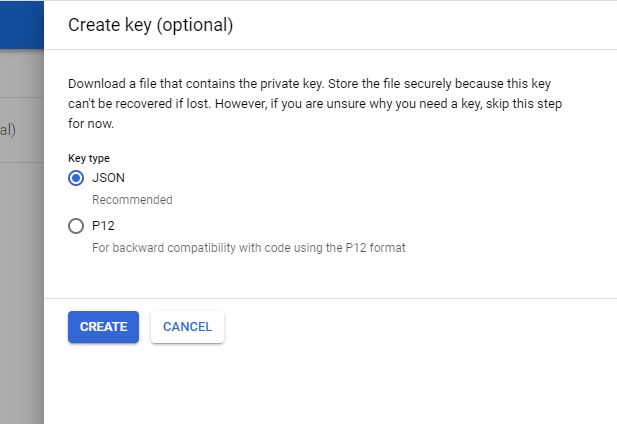 Create key (optional)
Download a file that contains the private key. Store the file securely because this key
can't be recovered if lost. However, if you are unsure why you need a key, skip this step
for now.
al)
Key type
JSON
Recommended
P12
For backward compatibility with code using the P12 format
CREATE CANCEL